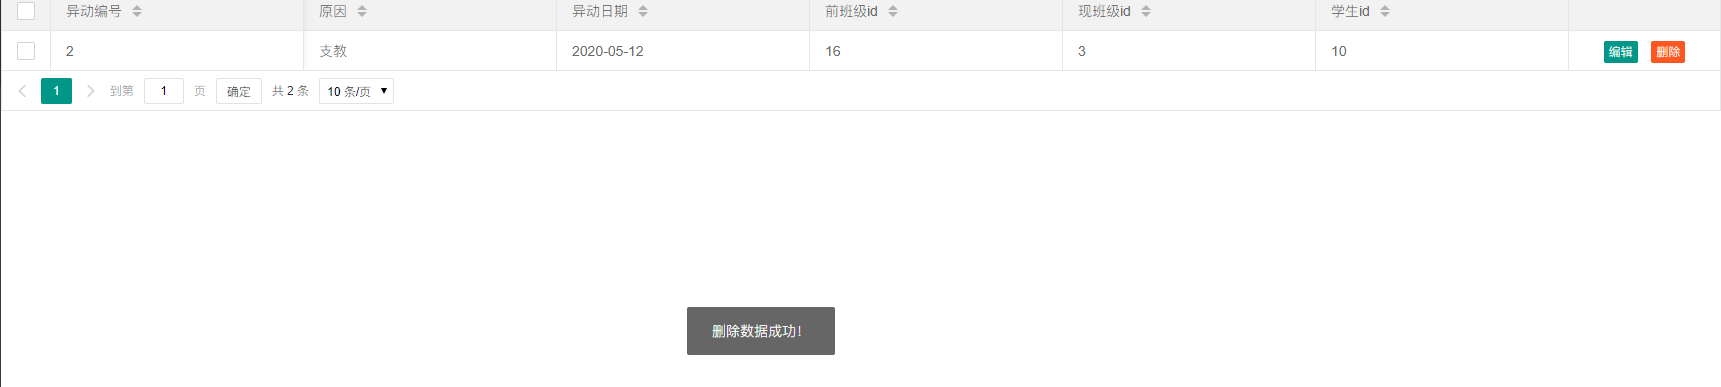 异动编号 原因 异动日期 前班级id 现班级id 学生id
2 支教 2020-05-12 16 3 10 编辑 删除
1 到第 1 页 确定 共 2 条 10 条/页
删除数据成功!